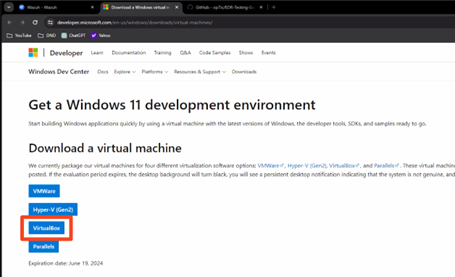 Wazuh - Wazuh
Download a Windows virtual m
GitHub - op7ic/EDR-Testing-S
developer.microsoft.com/en-us/windows/downloads/virtual-machines/
YouTube DND ChatGPT Yahoo
Microsoft Developer Learn Documentation Training Q&A Code Samples Shows Events
Windows Dev Center Docs Explore Platforms Resources & Support Downloads
Get a Windows 11 development environment
Start building Windows applications quickly by using a virtual machine with the latest versions of Windows, the developer tools, SDKs, and samples ready to go.
Download a virtual machine
We currently package our virtual machines for four different virtualization software options: VMWare, Hyper-V (Gen2), VirtualBox, and Parallels. These virtual machin
posted. If the evaluation period expires, the desktop background will turn black, you will see a persistent desktop notification indicating that the system is not genuine, and
VMWare
Hyper-V (Gen2)
VirtualBox
Parallels
Expiration date: June 19, 2024